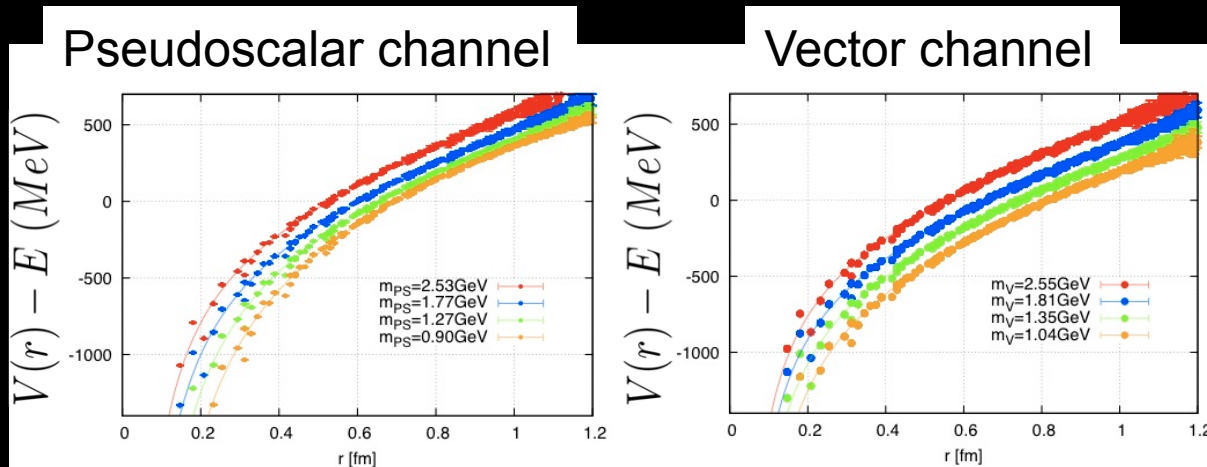 Pseudoscalar channel
V(r) − E (MeV)
500
0
-500
-1000
m_PS=2.53GeV
m_PS=1.77GeV
m_PS=1.27GeV
m_PS=0.90GeV
0 0.2 0.4 0.6 0.8 1 1.2
r [fm]
Vector channel
V(r) − E (MeV)
500
0
-500
-1000
m_V=2.55GeV
m_V=1.81GeV
m_V=1.35GeV
m_V=1.04GeV
0 0.2 0.4 0.6 0.8 1 1.2
r [fm]